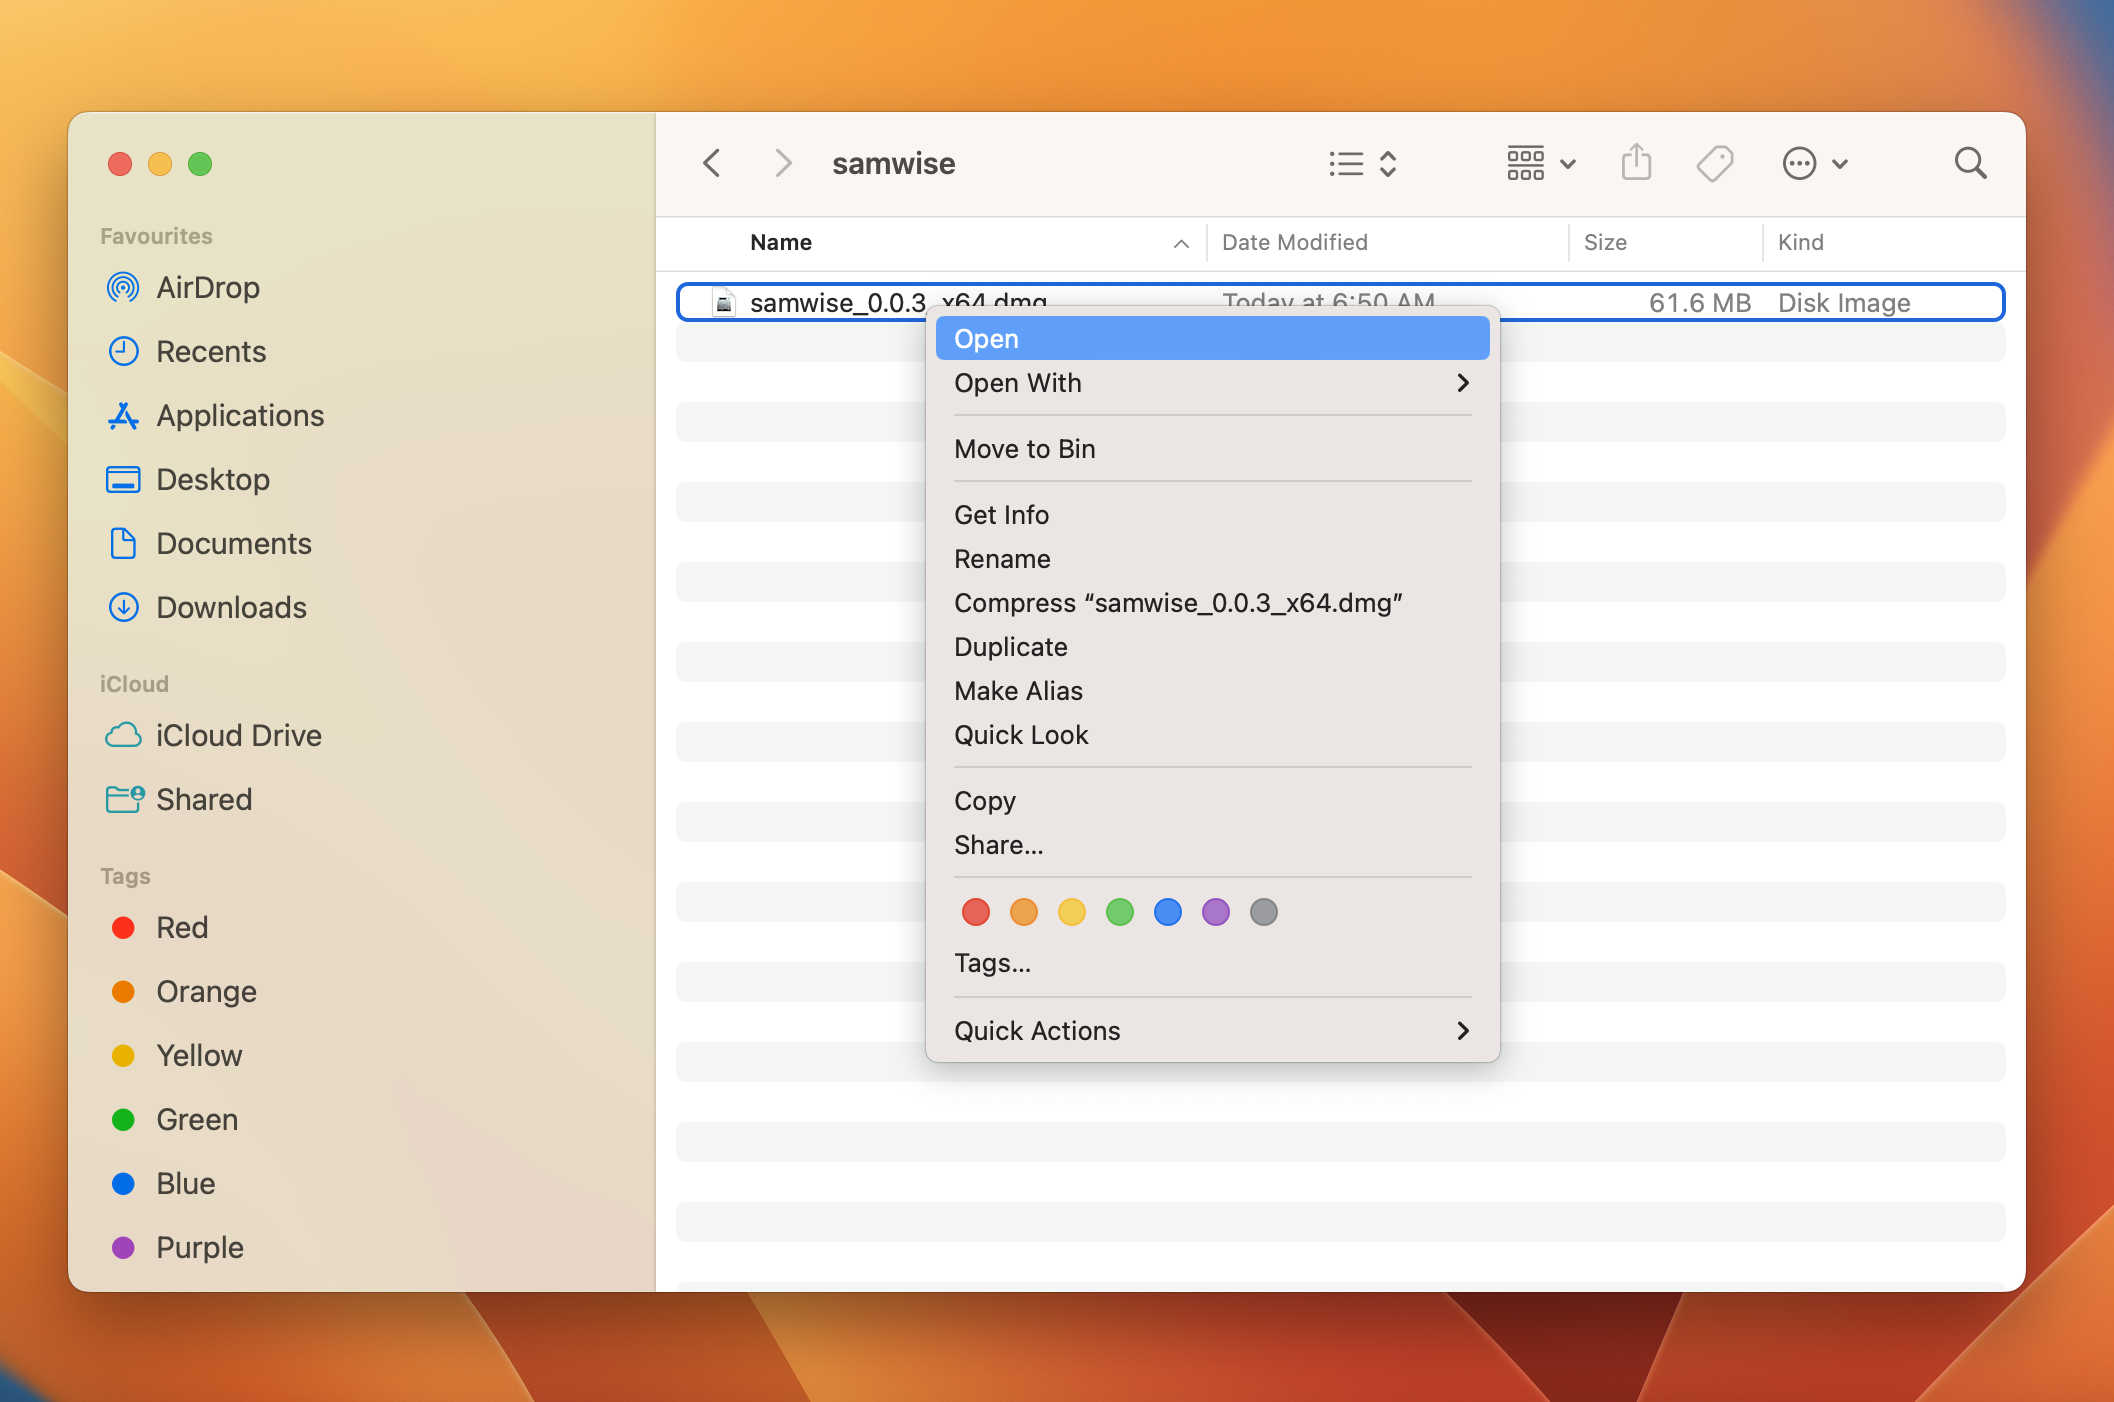 samwise
Favourites
AirDrop
Recents
Applications
Desktop
Documents
Downloads
iCloud
iCloud Drive
Shared
Tags
Red
Orange
Yellow
Green
Blue
Purple
Name Date Modified Size Kind
samwise_0.0.3_x64.dmg Today at 6:50 AM 61.6 MB Disk Image
Open
Open With
Move to Bin
Get Info
Rename
Compress “samwise_0.0.3_x64.dmg”
Duplicate
Make Alias
Quick Look
Copy
Share...
Tags...
Quick Actions